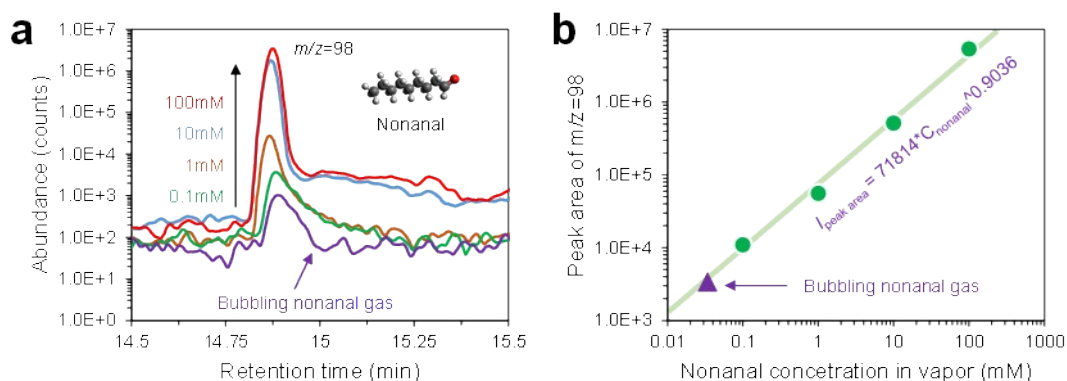 a
1.0E+7
1.0E+6
1.0E+5
1.0E+4
1.0E+3
1.0E+2
1.0E+1
1.0E+0
Abundance (counts)
m/z=98
100mM
10mM
1mM
0.1mM
Nonanal
Bubbling nonanal gas
14.5 14.75 15 15.25 15.5
Retention time (min)
b
1.0E+7
1.0E+6
1.0E+5
1.0E+4
1.0E+3
Peak area of m/z=98
I peak area = 71814*C nonanal ^0.9036
Bubbling nonanal gas
0.01 0.1 1 10 100 1000
Nonanal concetration in vapor (mM)